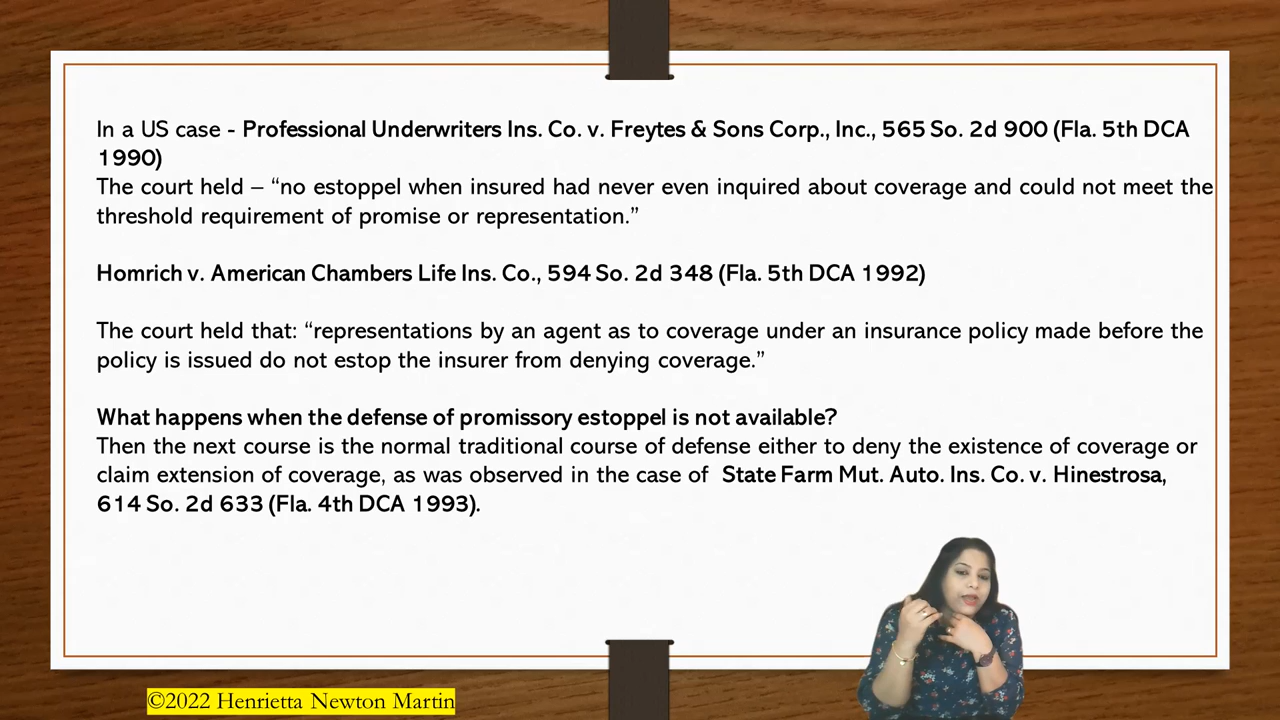 In a US case - Professional Underwriters Ins. Co. v. Freytes & Sons Corp., Inc., 565 So. 2d 900 (Fla. 5th DCA
1990)
The court held – “no estoppel when insured had never even inquired about coverage and could not meet the
threshold requirement of promise or representation.”
Homrich v. American Chambers Life Ins. Co., 594 So. 2d 348 (Fla. 5th DCA 1992)
The court held that: “representations by an agent as to coverage under an insurance policy made before the
policy is issued do not estop the insurer from denying coverage.”
What happens when the defense of promissory estoppel is not available?
Then the next course is the normal traditional course of defense either to deny the existence of coverage or
claim extension of coverage, as was observed in the case of State Farm Mut. Auto. Ins. Co. v. Hinestrosa,
614 So. 2d 633 (Fla. 4th DCA 1993).
©2022 Henrietta Newton Martin